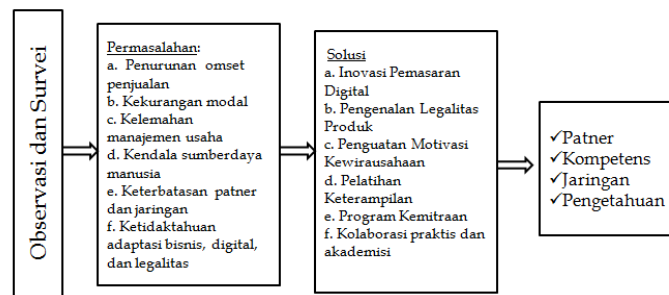 Observasi dan Survei
Permasalahan:
a. Penurunan omset
penjualan
b. Kekurangan modal
c. Kelemahan
manajemen usaha
d. Kendala sumberdaya
manusia
e. Keterbatasan patner
dan jaringan
f. Ketidaktahuan
adaptasi bisnis, digital,
dan legalitas
Solusi
a. Inovasi Pemasaran
Digital
b. Pengenalan Legalitas
Produk
c. Penguatan Motivasi
Kewirausahaan
d. Pelatihan
Keterampilan
e. Program Kemitraan
f. Kolaborasi praktis dan
akademisi
✓Patner
✓Kompetens
✓Jaringan
✓Pengetahuan